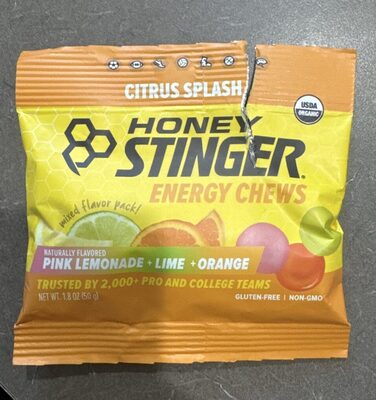 CITRUS SPLASH
USDA
ORGANIC
HONEY
STINGER®
ENERGY CHEWS
mixed flavor pack!
NATURALLY FLAVORED
PINK LEMONADE + LIME + ORANGE
TRUSTED BY 2,000+ PRO AND COLLEGE TEAMS
NET WT. 1.8 OZ (50 g)
GLUTEN-FREE | NON-GMO